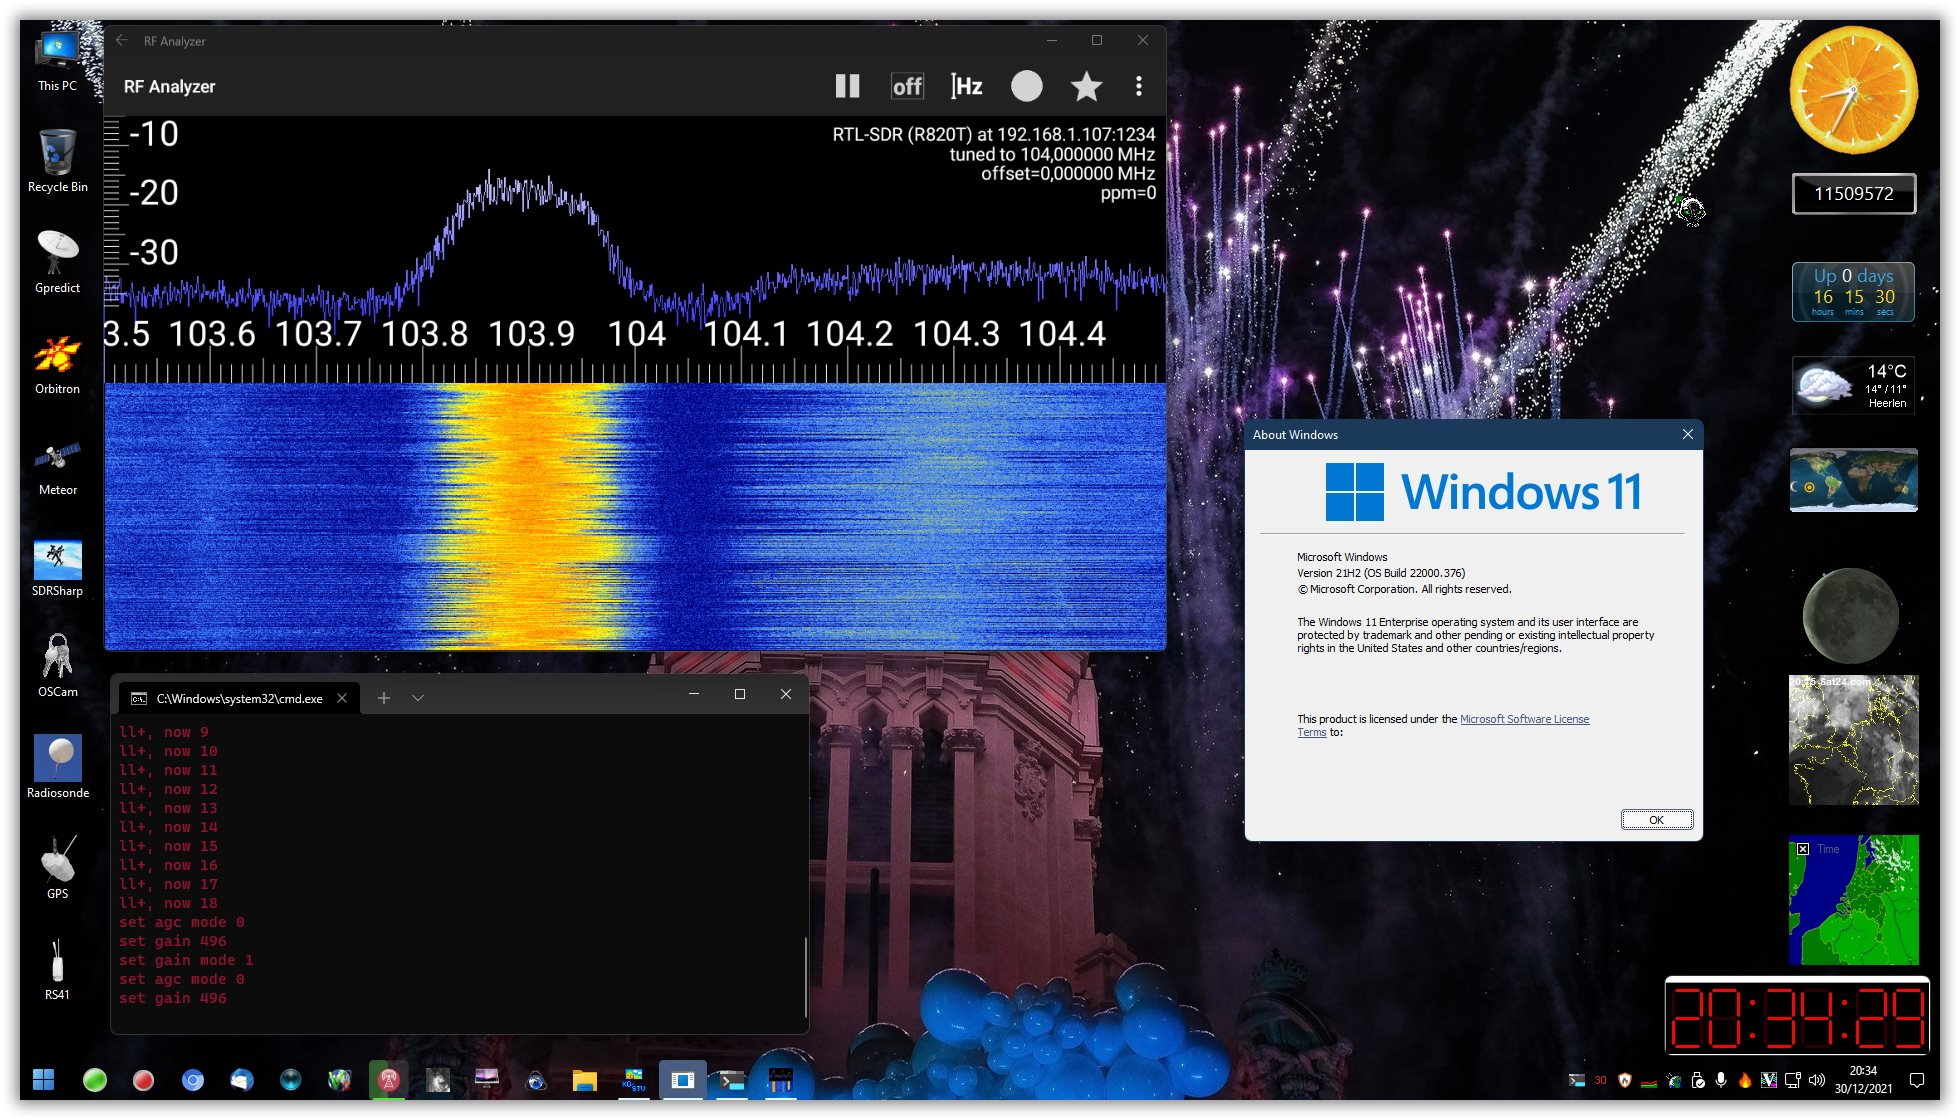 This PC
Recycle Bin
Gpredict
Orbitron
Meteor
SDRSharp
OSCam
Radiosonde
GPS
RS41
RF Analyzer
RF Analyzer
off
Hz
-10
-20
-30
RTL-SDR (R820T) at 192.168.1.107:1234
tuned to 104,000000 MHz
offset=0,000000 MHz
ppm=0
3.5 103.6 103.7 103.8 103.9 104 104.1 104.2 104.3 104.4
C:\Windows\system32\cmd.exe
ll+, now 9
ll+, now 10
ll+, now 11
ll+, now 12
ll+, now 13
ll+, now 14
ll+, now 15
ll+, now 16
ll+, now 17
ll+, now 18
set agc mode 0
set gain 496
set gain mode 1
set agc mode 0
set gain 496
About Windows
Windows 11
Microsoft Windows
Version 21H2 (OS Build 22000.376)
© Microsoft Corporation. All rights reserved.
The Windows 11 Enterprise operating system and its user interface are
protected by trademark and other pending or existing intellectual property
rights in the United States and other countries/regions.
This product is licensed under the Microsoft Software License
Terms to:
OK
11509572
Up 0 days
16 15 30
hours mins secs
14°C
14° / 11°
Heerlen
20:15 Sat24.com
Time
20:34:29
30
20:34
30/12/2021